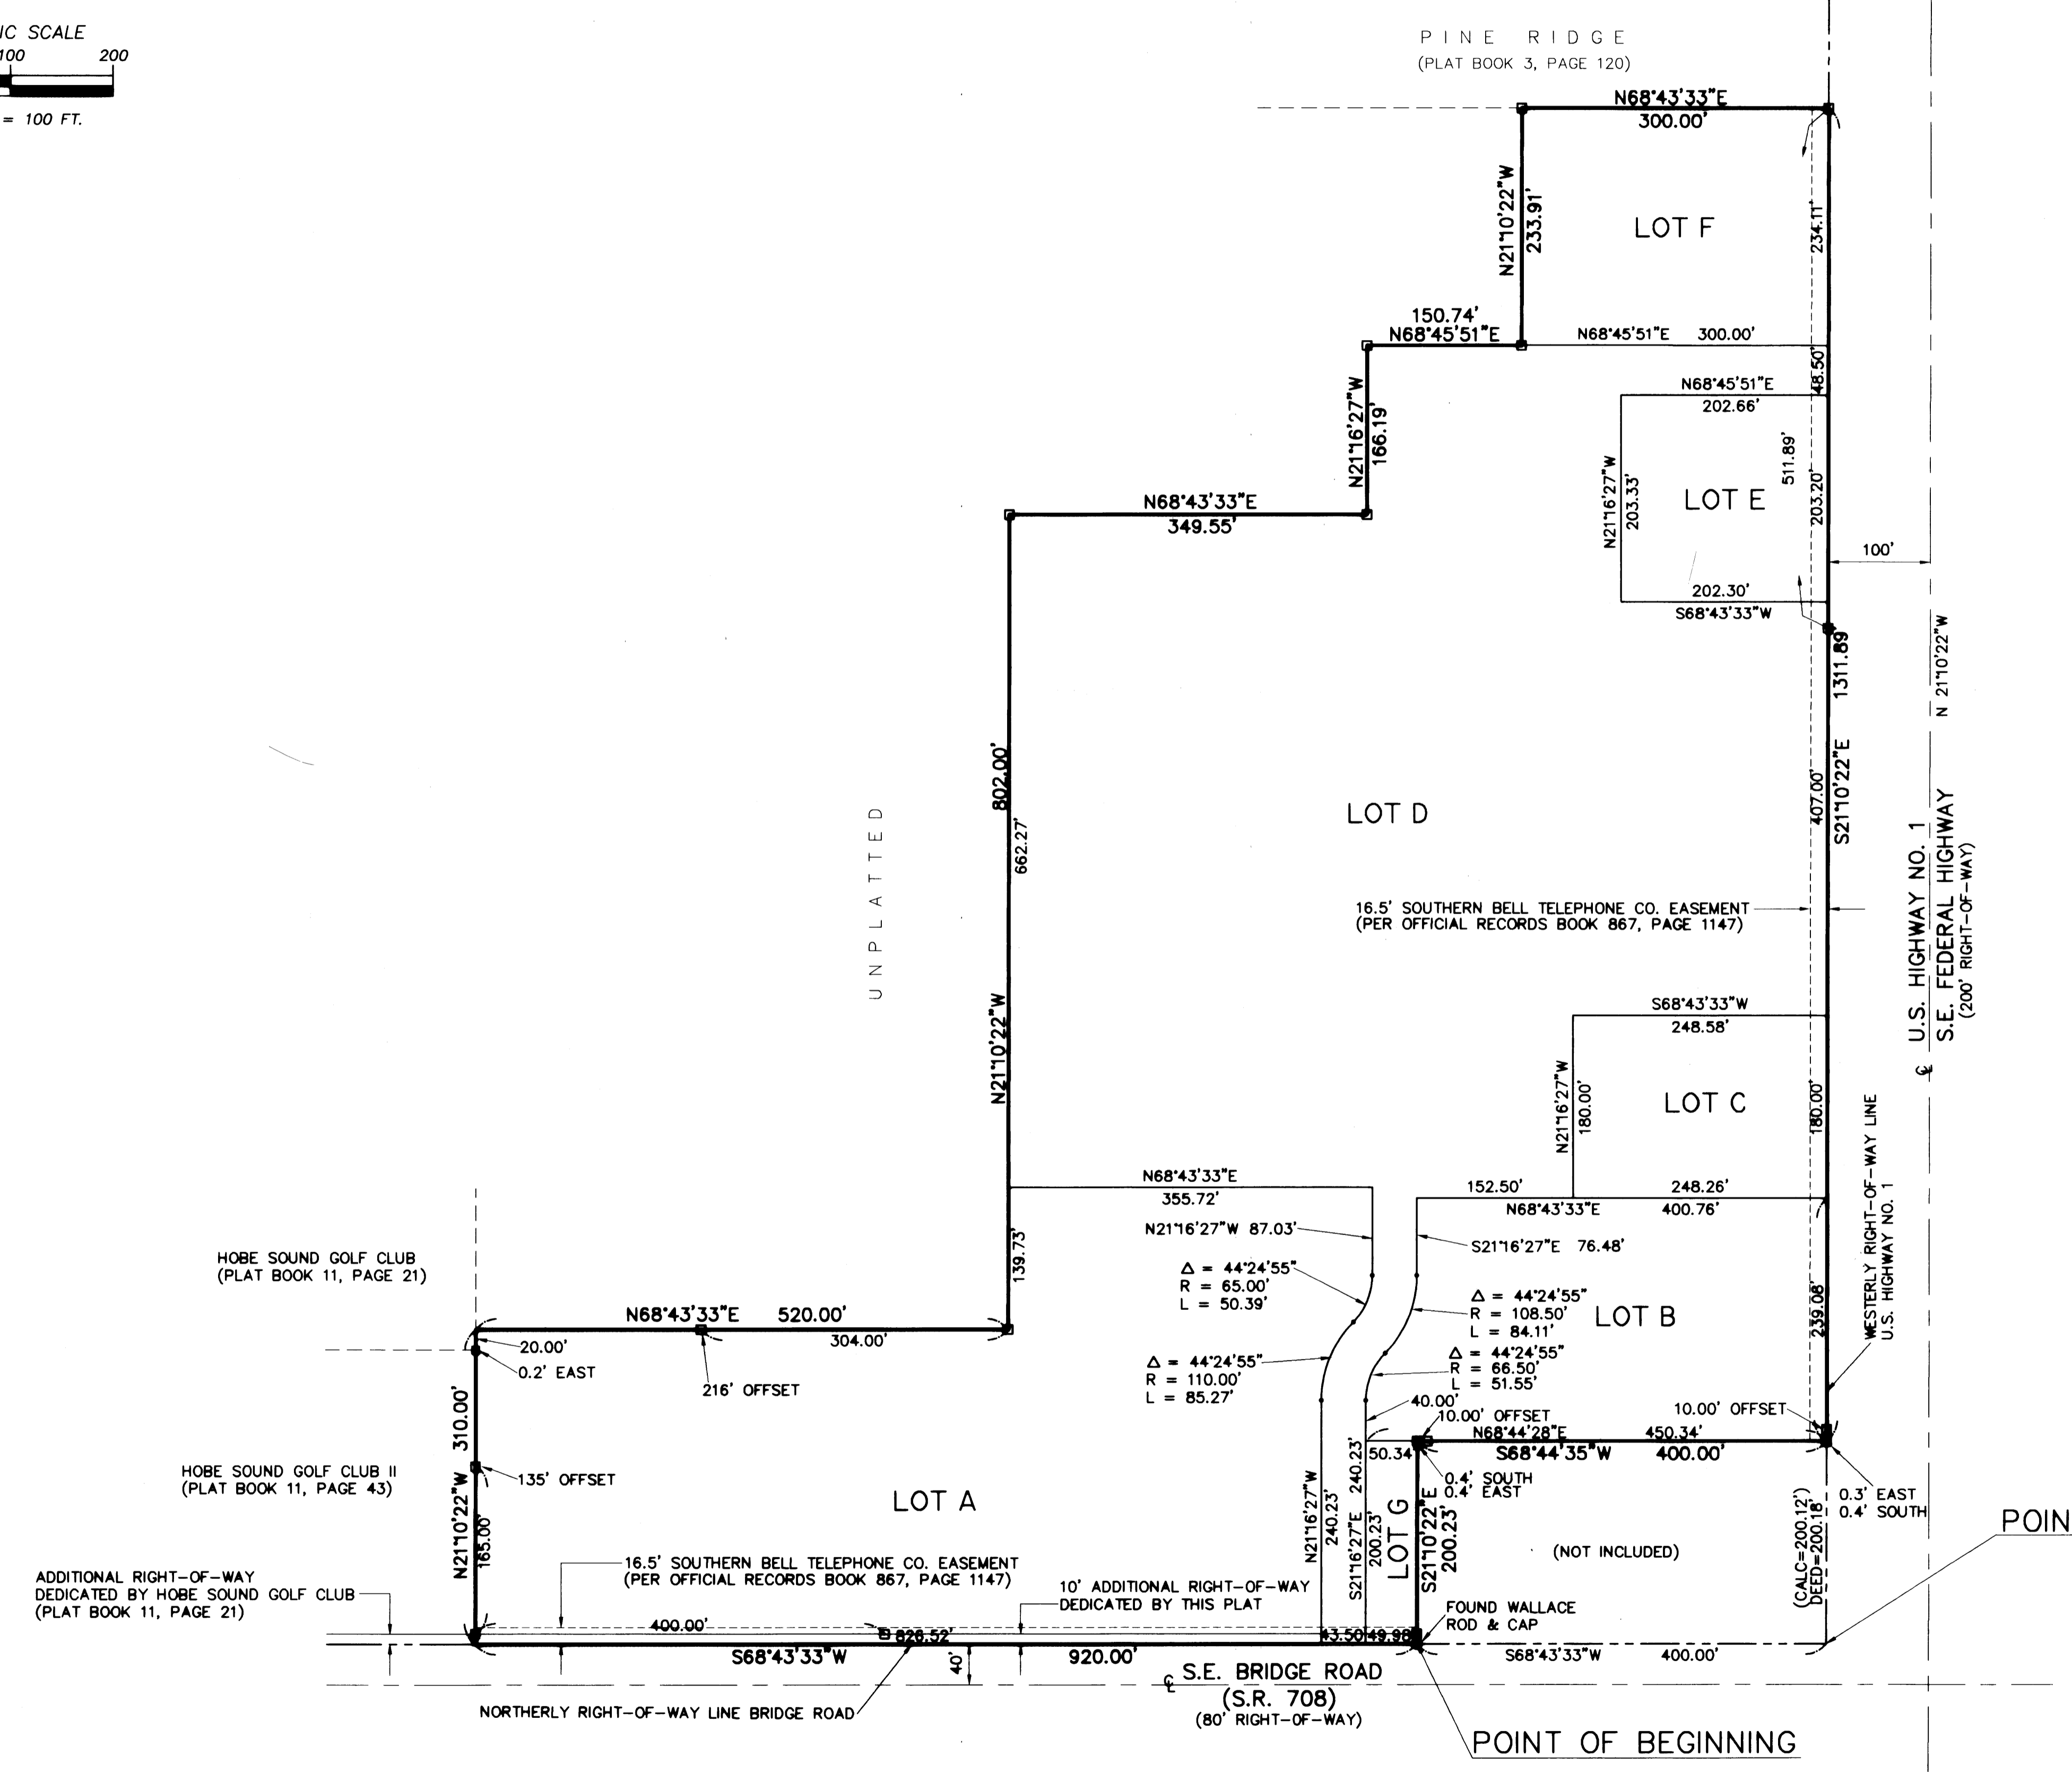 IC SCALE
100 200
= 100 FT.
PINE RIDGE
(PLAT BOOK 3, PAGE 120)
N68°43'33"E
300.00'
N21°10'22"W
233.91'
LOT F
234.11'
150.74'
N68°45'51"E
N68°45'51"E 300.00'
48.50'
N21°16'27"W
166.19'
N68°45'51"E
202.66'
N21°16'27"W
203.33'
LOT E
511.89'
203.20'
202.30'
S68°43'33"W
100'
N68°43'33"E
349.55'
1311.89'
S21°10'22"E
N 21°10'22"W
802.00'
662.27'
N21°10'22"W
UNPLATTED
LOT D
407.00'
16.5' SOUTHERN BELL TELEPHONE CO. EASEMENT
(PER OFFICIAL RECORDS BOOK 867, PAGE 1147)
U.S. HIGHWAY NO. 1
S.E. FEDERAL HIGHWAY
(200' RIGHT-OF-WAY)
℄
S68°43'33"W
248.58'
N21°16'27"W
180.00'
LOT C
180.00'
WESTERLY RIGHT-OF-WAY LINE
U.S. HIGHWAY NO. 1
N68°43'33"E
355.72'
152.50' 248.26'
N68°43'33"E 400.76'
N21°16'27"W 87.03'
S21°16'27"E 76.48'
139.73'
HOBE SOUND GOLF CLUB
(PLAT BOOK 11, PAGE 21)
Δ = 44°24'55"
R = 65.00'
L = 50.39'
Δ = 44°24'55"
R = 108.50'
L = 84.11'
LOT B
239.08'
N68°43'33"E 520.00'
20.00'
304.00'
0.2' EAST
216' OFFSET
Δ = 44°24'55"
R = 110.00'
L = 85.27'
Δ = 44°24'55"
R = 66.50'
L = 51.55'
40.00'
10.00' OFFSET
10.00' OFFSET
N68°44'28"E 450.34'
S68°44'35"W 400.00'
50.34'
310.00'
N21°10'22"W
165.00'
HOBE SOUND GOLF CLUB II
(PLAT BOOK 11, PAGE 43)
135' OFFSET
LOT A
N21°16'27"W
240.23'
S21°16'27"E 240.23'
200.23'
LOT G
S21°10'22"E
200.23'
0.4' SOUTH
0.4' EAST
0.3' EAST
0.4' SOUTH
(CALC=200.12')
DEED=200.18'
(NOT INCLUDED)
POIN
ADDITIONAL RIGHT-OF-WAY
DEDICATED BY HOBE SOUND GOLF CLUB
(PLAT BOOK 11, PAGE 21)
16.5' SOUTHERN BELL TELEPHONE CO. EASEMENT
(PER OFFICIAL RECORDS BOOK 867, PAGE 1147)
10' ADDITIONAL RIGHT-OF-WAY
DEDICATED BY THIS PLAT
FOUND WALLACE
ROD & CAP
400.00'
826.52'
43.50' 49.98'
S68°43'33"W 920.00'
S68°43'33"W 400.00'
40'
℄ S.E. BRIDGE ROAD
(S.R. 708)
(80' RIGHT-OF-WAY)
NORTHERLY RIGHT-OF-WAY LINE BRIDGE ROAD
POINT OF BEGINNING